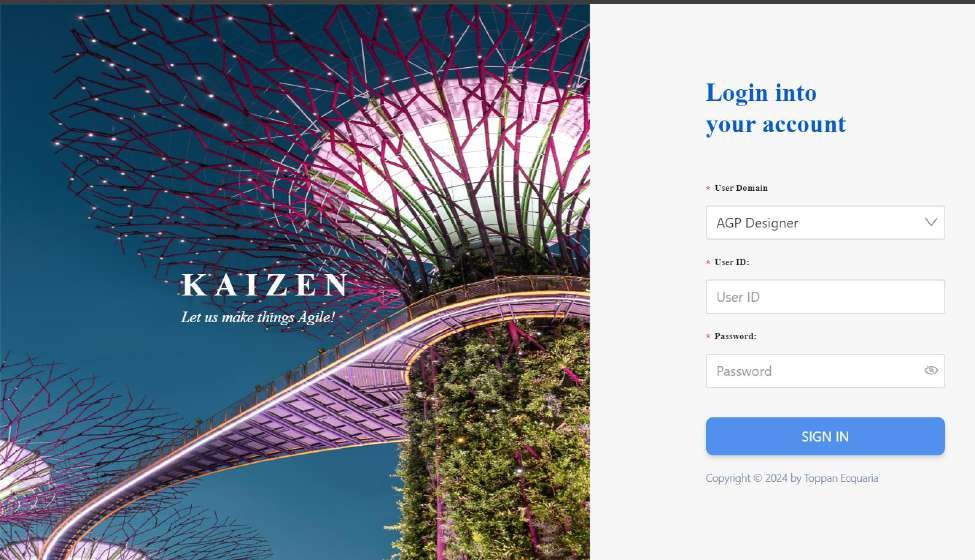 KAIZEN
Let us make things Agile!
Login into
your account
* User Domain
AGP Designer
* User ID:
User ID
* Password:
Password
SIGN IN
Copyright © 2024 by Toppan Ecquaria